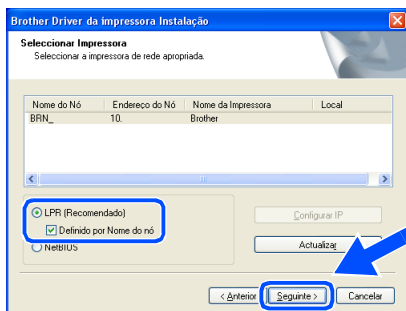 Brother Driver da impressora Instalação
Seleccionar Impressora
Seleccionar a impressora de rede apropriada.
Nome do Nó Endereço do Nó Nome da Impressora Local
BRN_ 10. Brother
LPR (Recomendado)
Definido por Nome do nó
NetBIOS
Configurar IP
Actualizar
< Anterior Seguinte > Cancelar